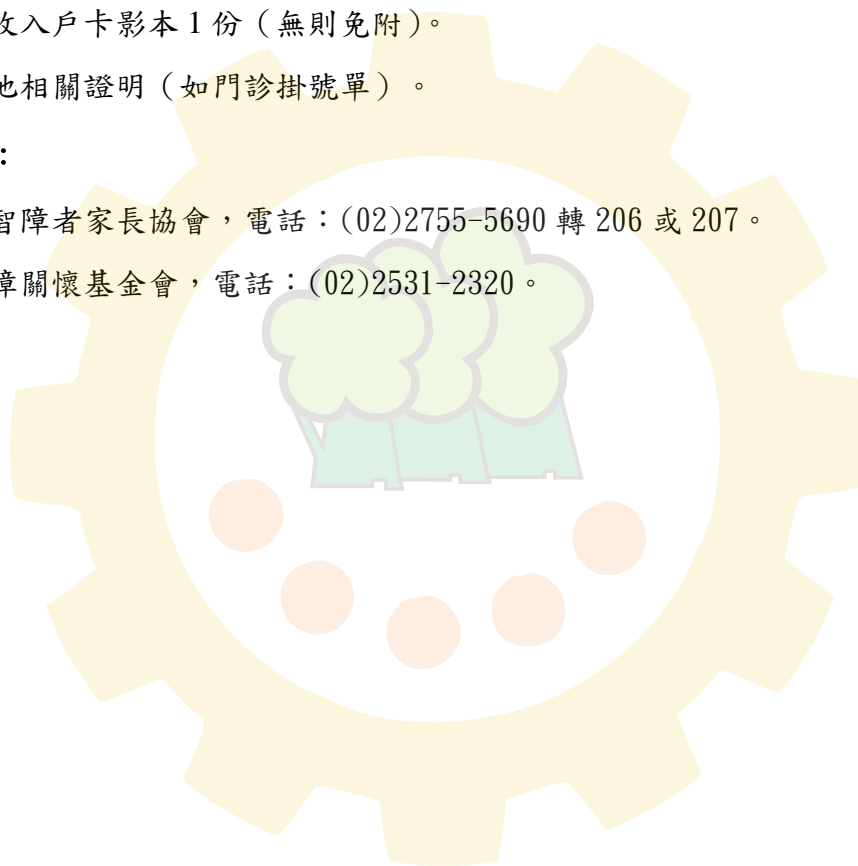 收入戶卡影本 1 份（無則免附）。
他相關證明（如門診掛號單）。
：
智障者家長協會，電話：(02)2755-5690 轉 206 或 207。
障關懷基金會，電話：(02)2531-2320。